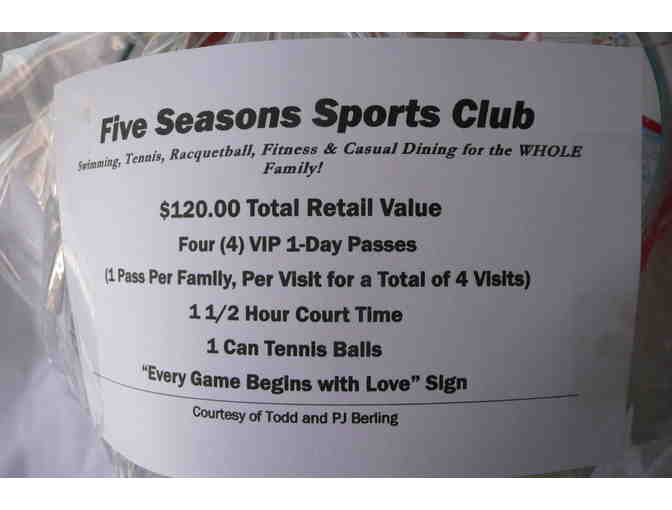 Five Seasons Sports Club
Swimming, Tennis, Racquetball, Fitness & Casual Dining for the WHOLE
Family!
$120.00 Total Retail Value
Four (4) VIP 1-Day Passes
(1 Pass Per Family, Per Visit for a Total of 4 Visits)
1 1/2 Hour Court Time
1 Can Tennis Balls
“Every Game Begins with Love” Sign
Courtesy of Todd and PJ Berling